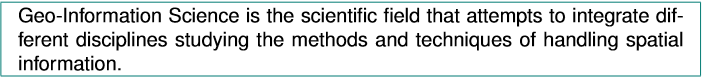 Geo-Information Science is the scientific field that attempts to integrate dif-
ferent disciplines studying the methods and techniques of handling spatial
information.